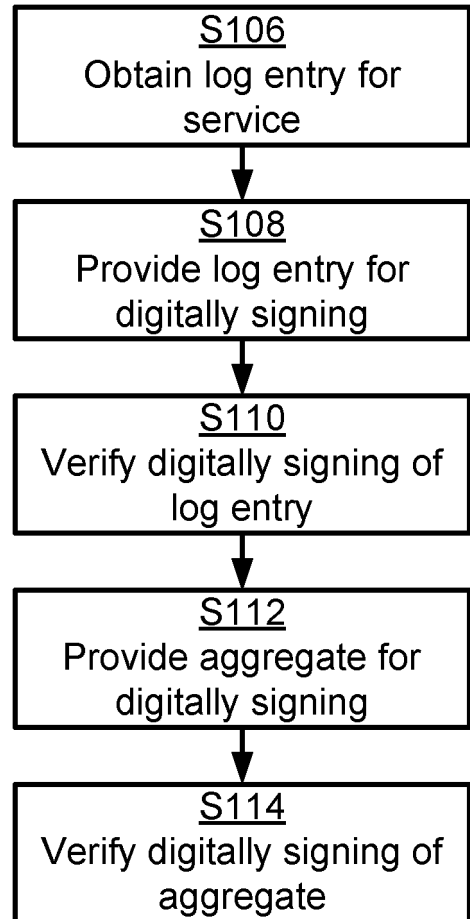 S106
Obtain log entry for
service
S108
Provide log entry for
digitally signing
S110
Verify digitally signing of
log entry
S112
Provide aggregate for
digitally signing
S114
Verify digitally signing of
aggregate